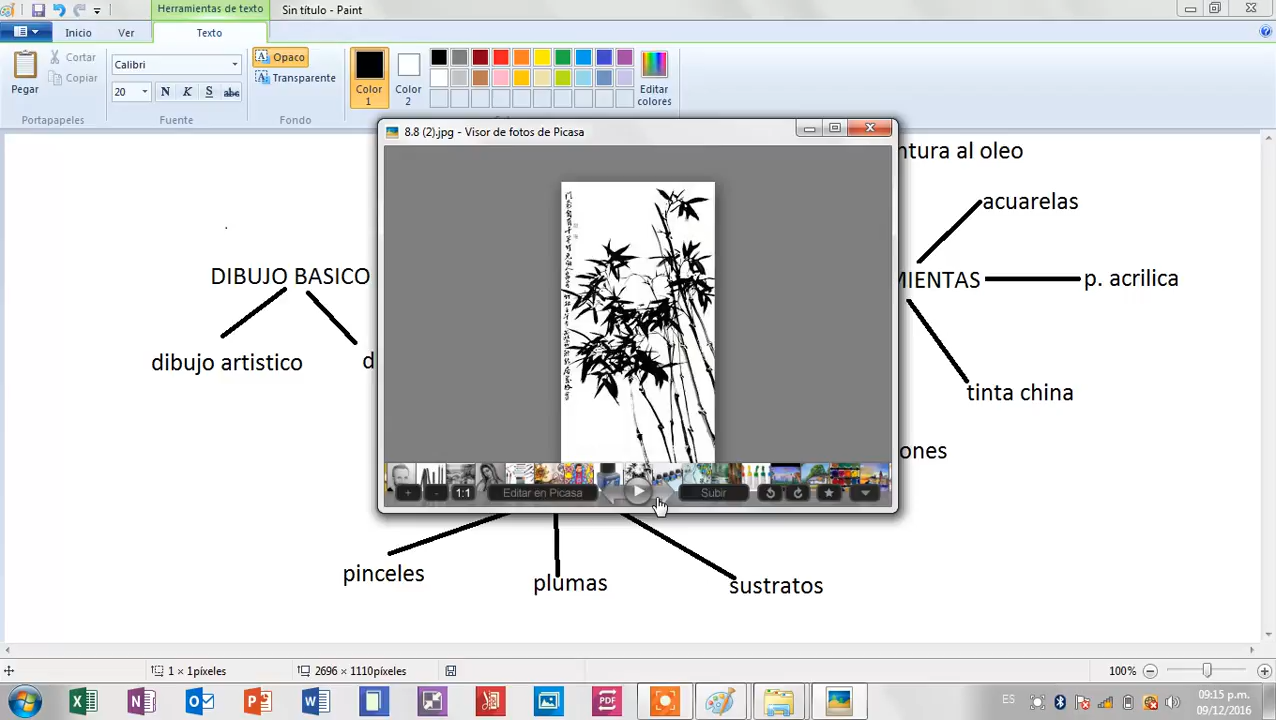 Herramientas de texto
Sin título - Paint
Inicio
Ver
Texto
Pegar
Cortar
Copiar
Portapapeles
Calibri
20
N K S abc
Fuente
Opaco
Transparente
Fondo
Color
1
Color
2
Editar
colores
8.8 (2).jpg - Visor de fotos de Picasa
ntura al oleo
acuarelas
DIBUJO BASICO
MIENTAS
p. acrilica
dibujo artistico
d
tinta china
ones
+ - 1:1
Editar en Picasa
Subir
pinceles
plumas
sustratos
1 × 1píxeles
2696 × 1110píxeles
100%
ES
09:15 p.m.
09/12/2016
PDF